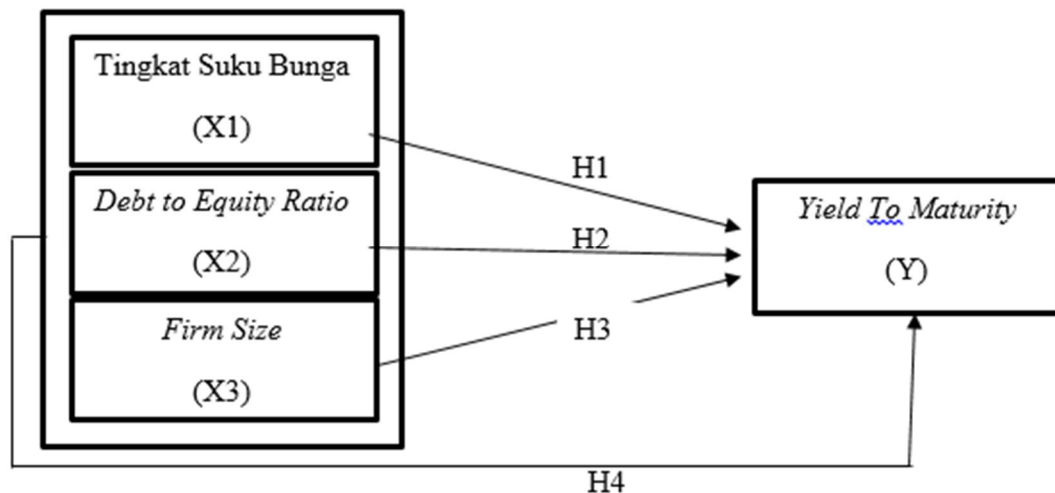 Tingkat Suku Bunga
(X1)
Debt to Equity Ratio
(X2)
Firm Size
(X3)
H1
H2
H3
H4
Yield To Maturity
(Y)